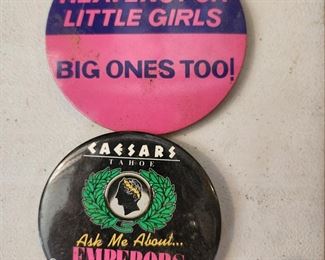 LITTLE GIRLS
BIG ONES TOO!
CAESARS
TAHOE
Ask Me About...
EMPERORS